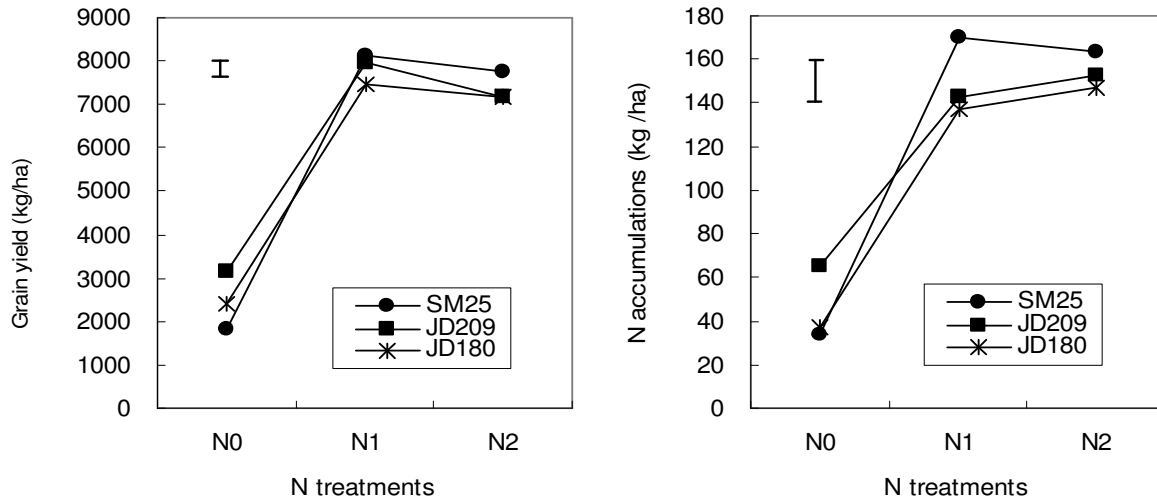 Grain yield (kg/ha)
9000
8000
7000
6000
5000
4000
3000
2000
1000
0
SM25
JD209
JD180
N0 N1 N2
N treatments
N accumulations (kg /ha)
180
160
140
120
100
80
60
40
20
0
SM25
JD209
JD180
N0 N1 N2
N treatments